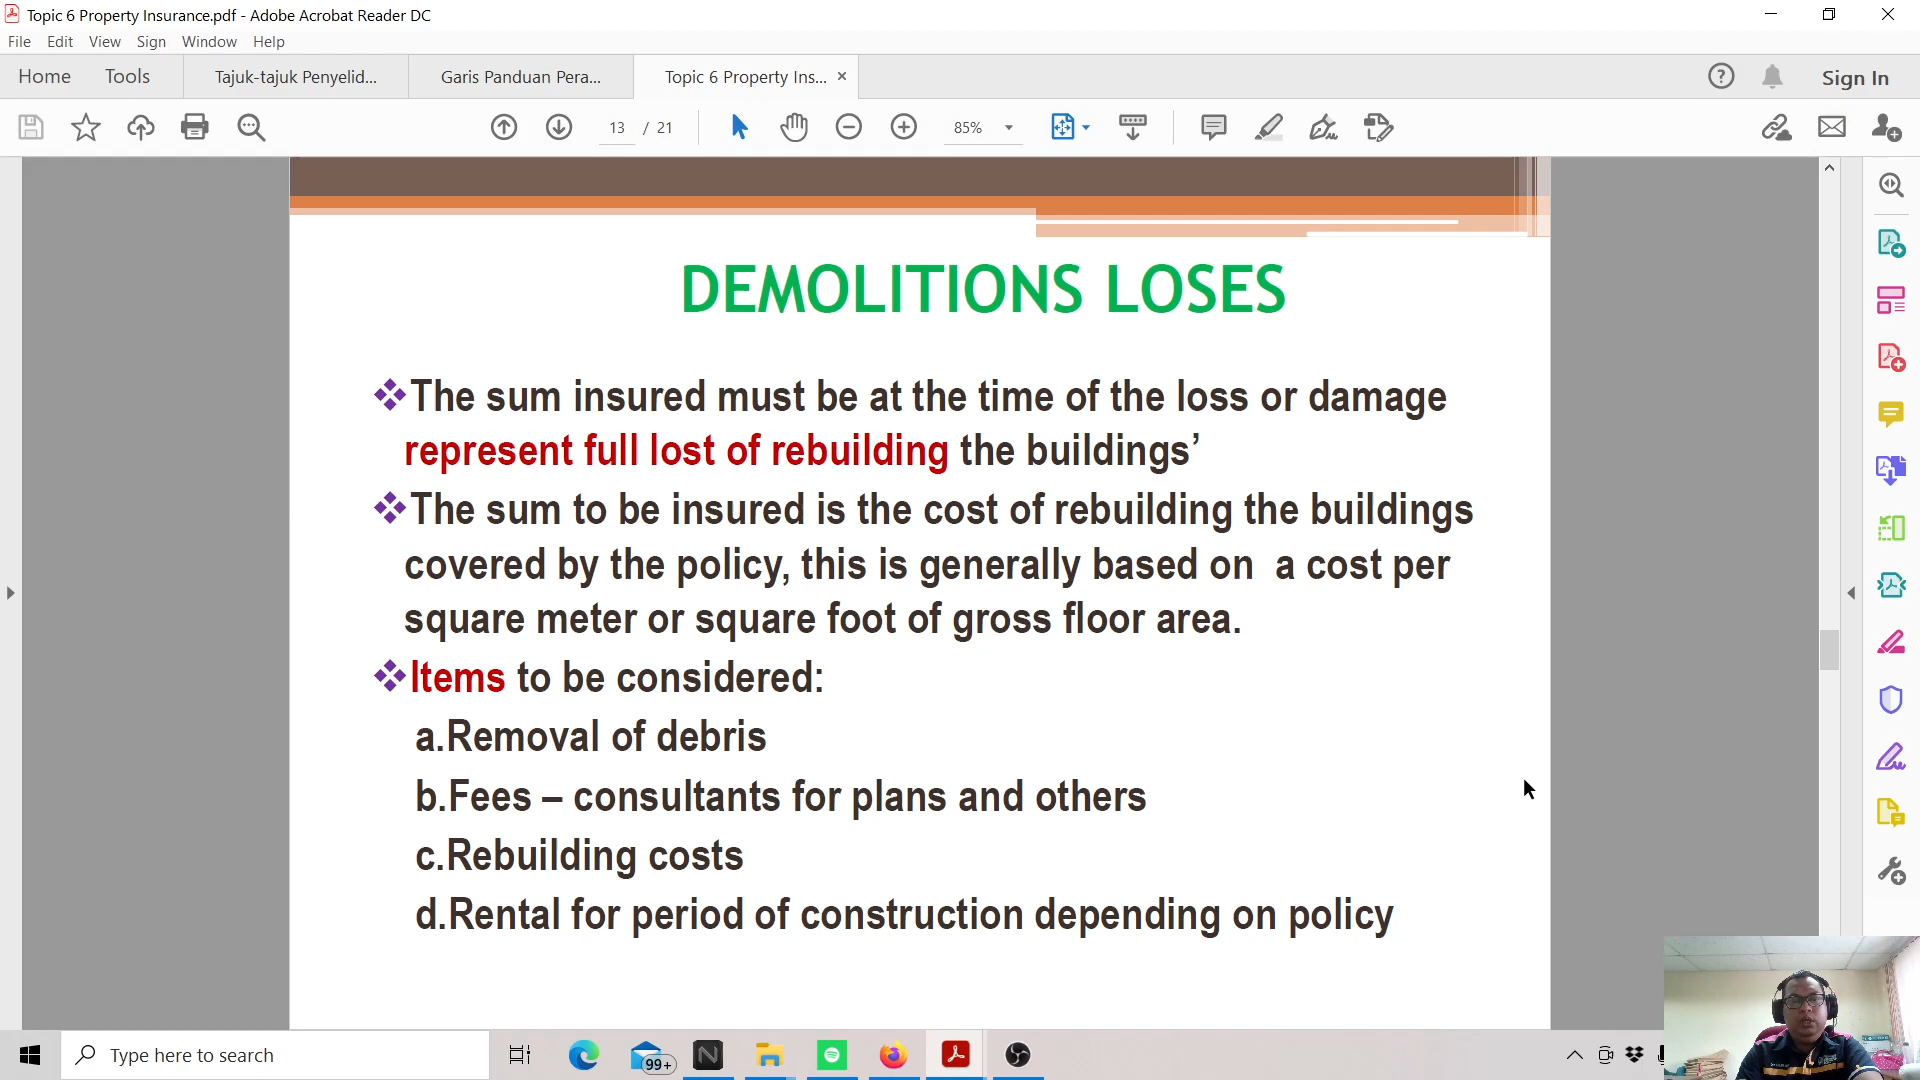 Topic 6 Property Insurance.pdf - Adobe Acrobat Reader DC
File Edit View Sign Window Help
Home Tools Tajuk-tajuk Penyelid... Garis Panduan Pera... Topic 6 Property Ins... × Sign In
13 / 21 85%
DEMOLITIONS LOSES
❖The sum insured must be at the time of the loss or damage
represent full lost of rebuilding the buildings’
❖The sum to be insured is the cost of rebuilding the buildings
covered by the policy, this is generally based on a cost per
square meter or square foot of gross floor area.
❖Items to be considered:
a.Removal of debris
b.Fees – consultants for plans and others
c.Rebuilding costs
d.Rental for period of construction depending on policy
Type here to search 99+